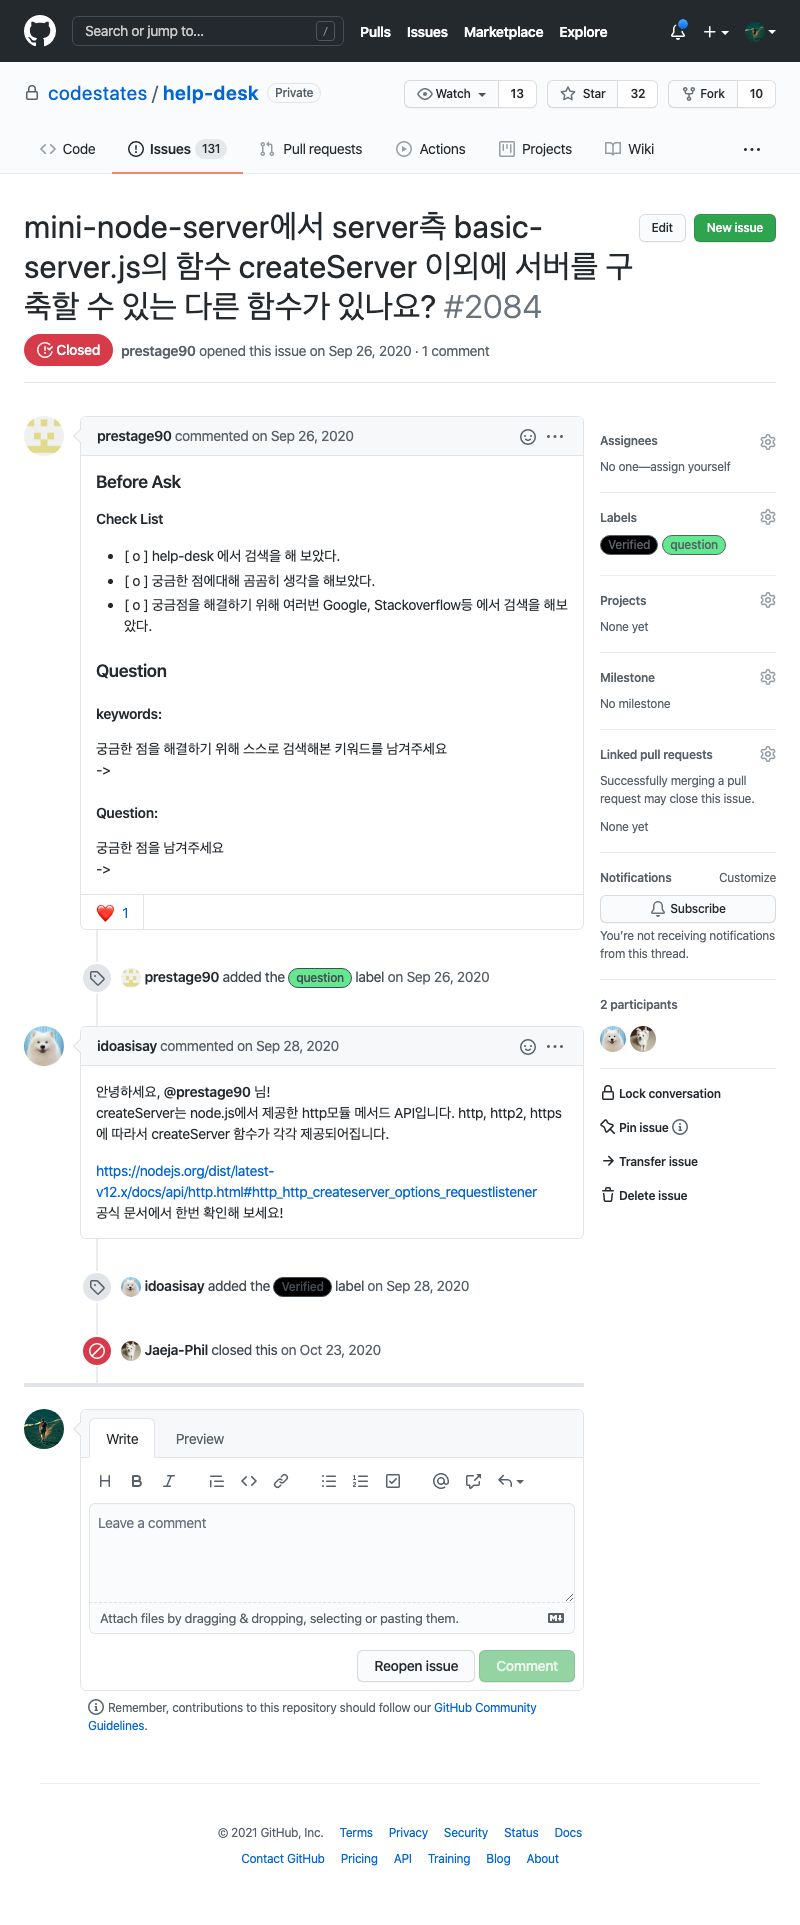 Search or jump to... /
Pulls Issues Marketplace Explore
codestates / help-desk Private
Watch 13 Star 32 Fork 10
Code Issues 131 Pull requests Actions Projects Wiki ...
mini-node-server에서 server측 basic-
server.js의 함수 createServer 이외에 서버를 구
축할 수 있는 다른 함수가 있나요? #2084
Edit New issue
Closed prestage90 opened this issue on Sep 26, 2020 · 1 comment
prestage90 commented on Sep 26, 2020
Before Ask
Check List
• [ o ] help-desk 에서 검색을 해 보았다.
• [ o ] 궁금한 점에대해 곰곰히 생각을 해보았다.
• [ o ] 궁금점을 해결하기 위해 여러번 Google, Stackoverflow등 에서 검색을 해보
았다.
Question
keywords:
궁금한 점을 해결하기 위해 스스로 검색해본 키워드를 남겨주세요
->
Question:
궁금한 점을 남겨주세요
->
❤️ 1
prestage90 added the question label on Sep 26, 2020
idoasisay commented on Sep 28, 2020
안녕하세요, @prestage90 님!
createServer는 node.js에서 제공한 http모듈 메서드 API입니다. http, http2, https
에 따라서 createServer 함수가 각각 제공되어집니다.
https://nodejs.org/dist/latest-
v12.x/docs/api/http.html#http_http_createserver_options_requestlistener
공식 문서에서 한번 확인해 보세요!
idoasisay added the Verified label on Sep 28, 2020
Jaeja-Phil closed this on Oct 23, 2020
Assignees
No one—assign yourself
Labels
Verified question
Projects
None yet
Milestone
No milestone
Linked pull requests
Successfully merging a pull
request may close this issue.
None yet
Notifications Customize
Subscribe
You're not receiving notifications
from this thread.
2 participants
Lock conversation
Pin issue
Transfer issue
Delete issue
Write Preview
H B I
Leave a comment
Attach files by dragging & dropping, selecting or pasting them.
Reopen issue Comment
Remember, contributions to this repository should follow our GitHub Community
Guidelines.
© 2021 GitHub, Inc. Terms Privacy Security Status Docs
Contact GitHub Pricing API Training Blog About